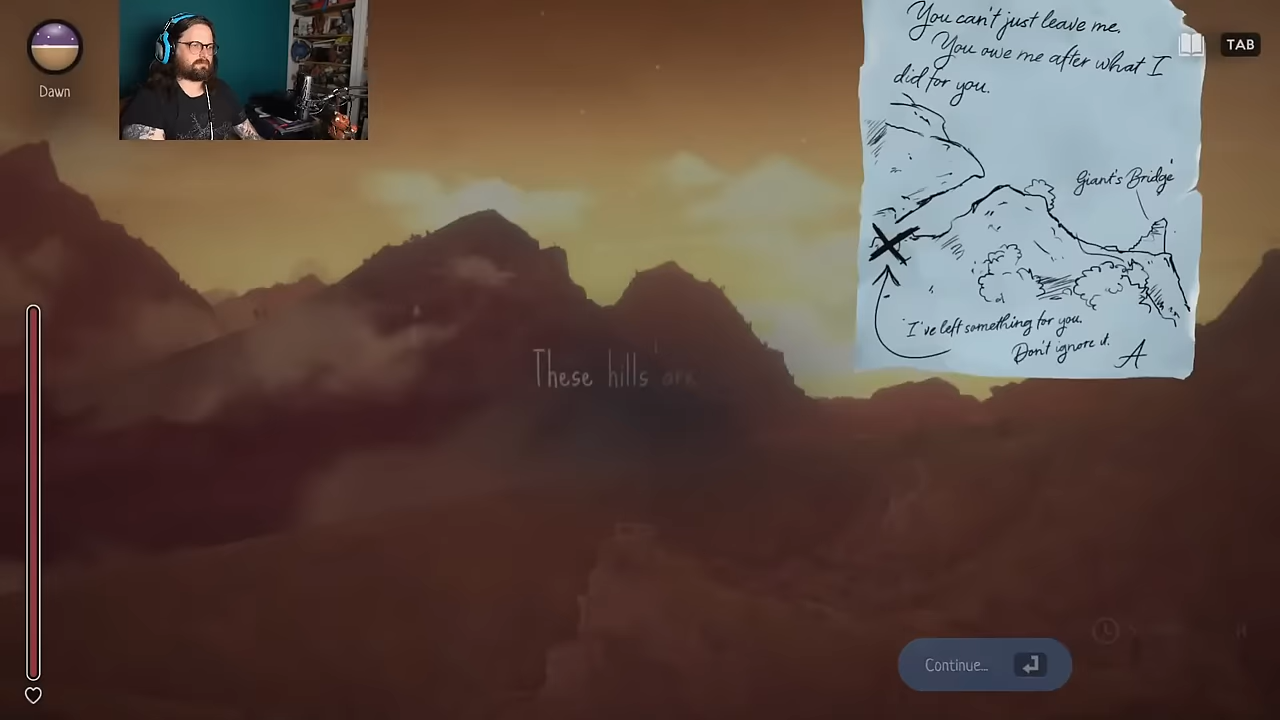 You can't just leave me.
You owe me after what I
did for you.
TAB
Dawn
Giant's Bridge
These hills are
I've left something for you.
Don't ignore it.
A
Continue...